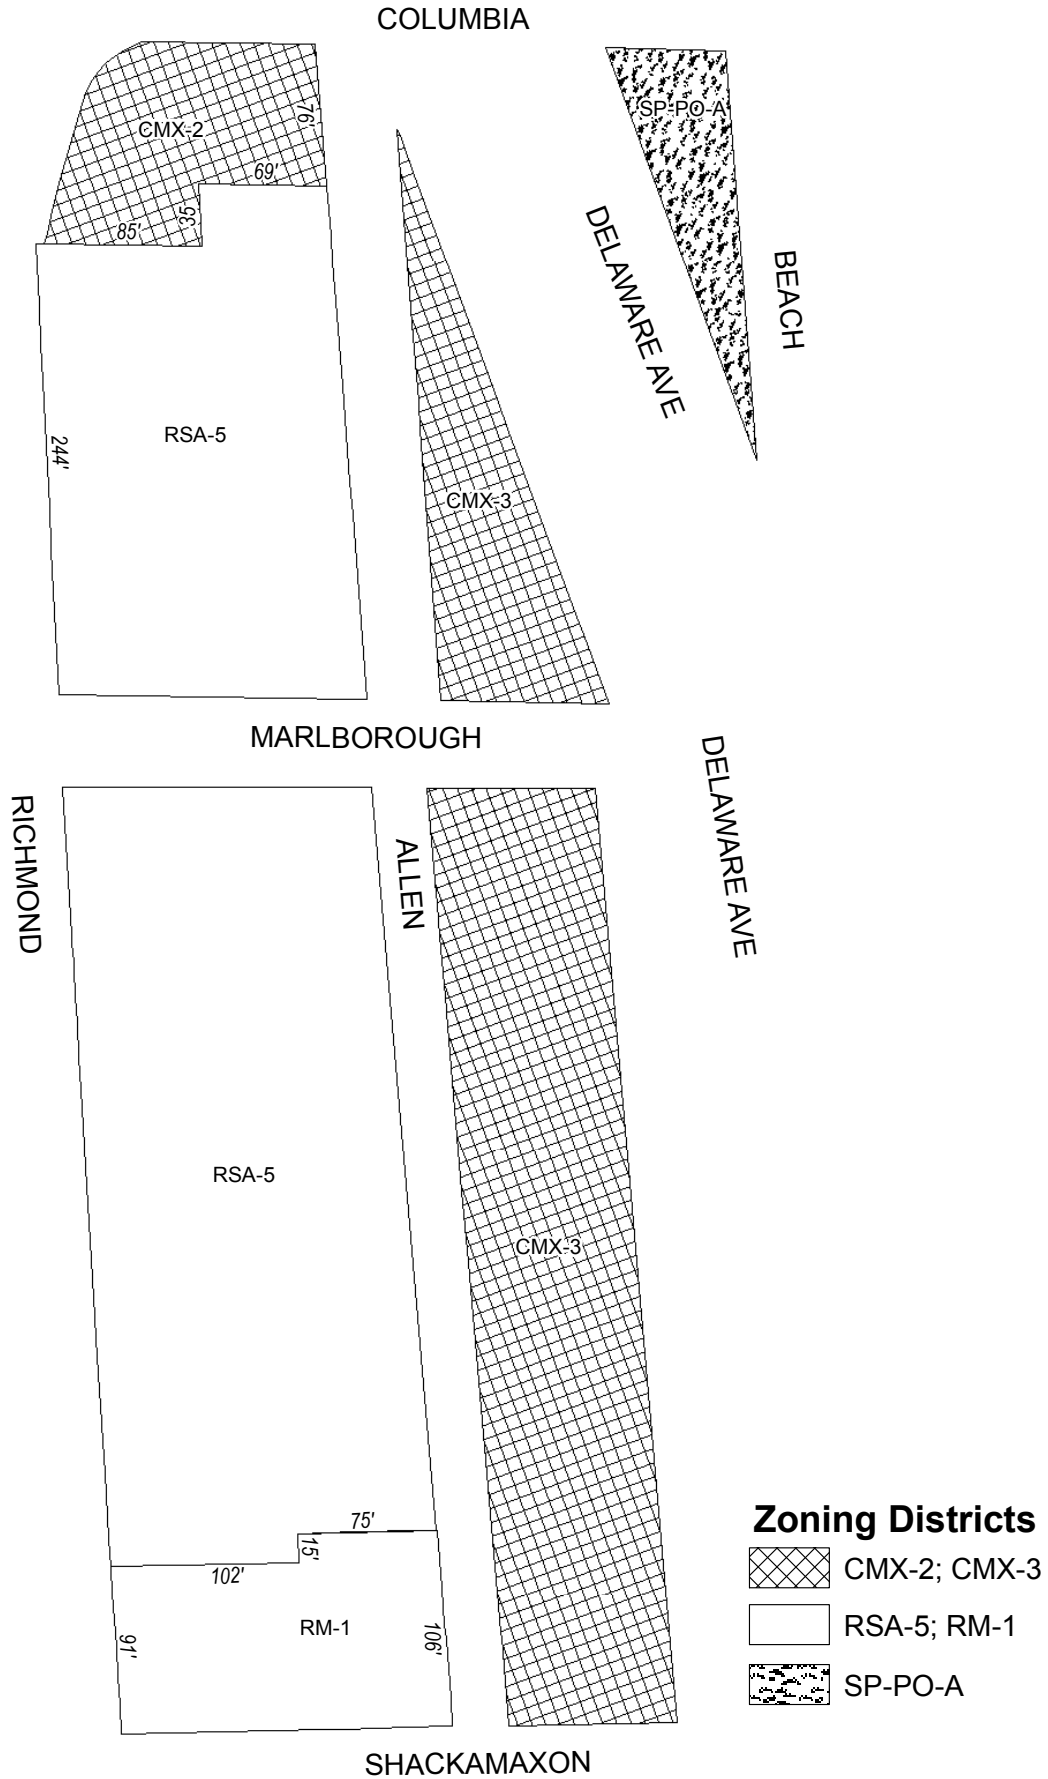 COLUMBIA
CMX-2
76'
69'
35'
85'
SP-PO-A
DELAWARE AVE
BEACH
244'
RSA-5
CMX-3
MARLBOROUGH
RICHMOND
ALLEN
DELAWARE AVE
RSA-5
CMX-3
75'
15'
102'
91'
RM-1
106'
Zoning Districts
CMX-2; CMX-3
RSA-5; RM-1
SP-PO-A
SHACKAMAXON